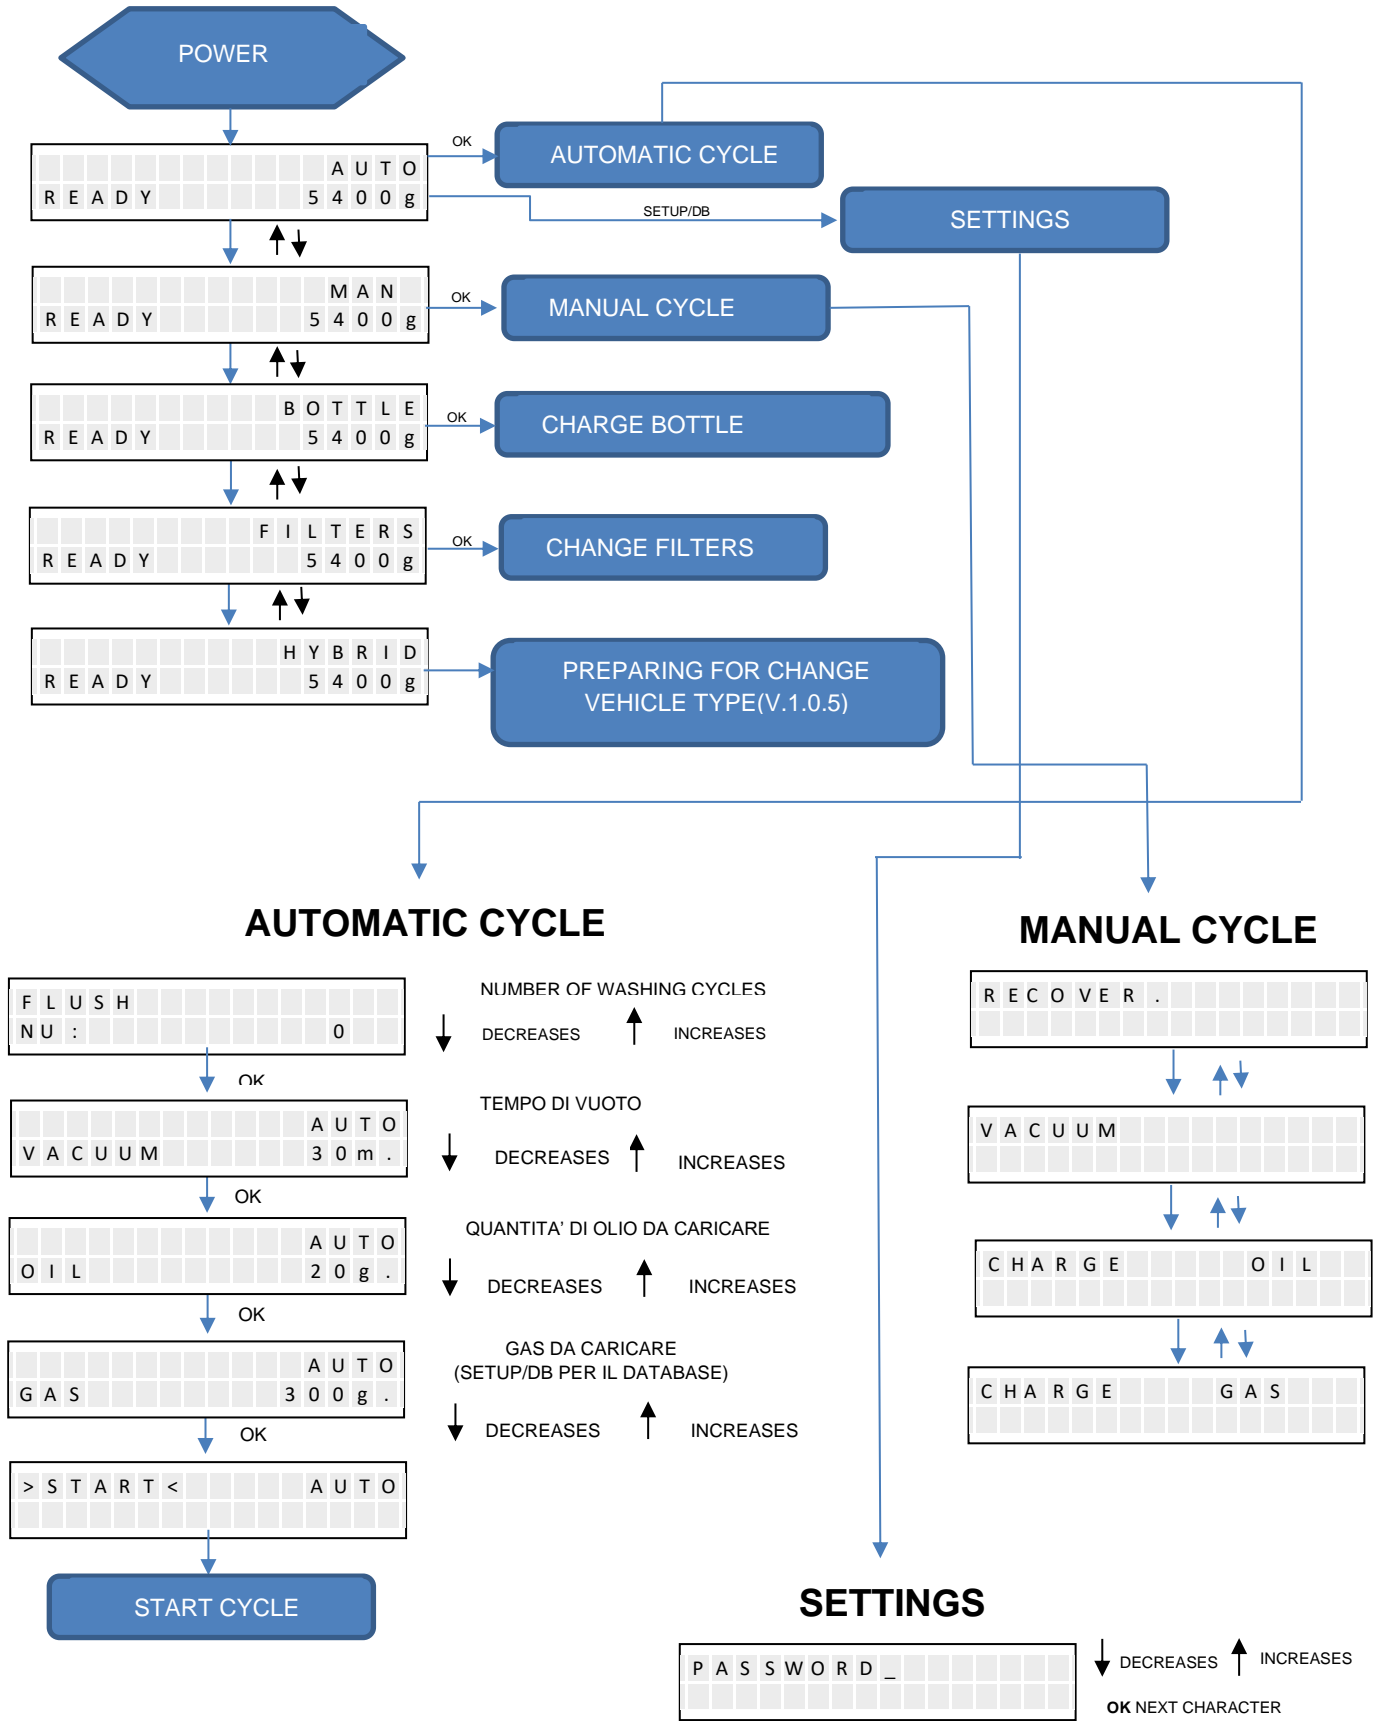 POWER
OK
AUTO
AUTOMATIC CYCLE
READY 5400g
SETUP/DB
SETTINGS
MAN
OK
MANUAL CYCLE
READY 5400g
BOTTLE
OK
CHARGE BOTTLE
READY 5400g
FILTERS
OK
CHANGE FILTERS
READY 5400g
HYBRID
READY 5400g
PREPARING FOR CHANGE
VEHICLE TYPE(V.1.0.5)
AUTOMATIC CYCLE
FLUSH
NU: 0
NUMBER OF WASHING CYCLES
DECREASES INCREASES
OK
AUTO
VACUUM 30m.
TEMPO DI VUOTO
DECREASES INCREASES
OK
AUTO
OIL 20g.
QUANTITA’ DI OLIO DA CARICARE
DECREASES INCREASES
OK
AUTO
GAS 300g.
GAS DA CARICARE
(SETUP/DB PER IL DATABASE)
DECREASES INCREASES
OK
>START< AUTO
START CYCLE
MANUAL CYCLE
RECOVER.
VACUUM
CHARGE OIL
CHARGE GAS
SETTINGS
PASSWORD_
DECREASES INCREASES
OK NEXT CHARACTER